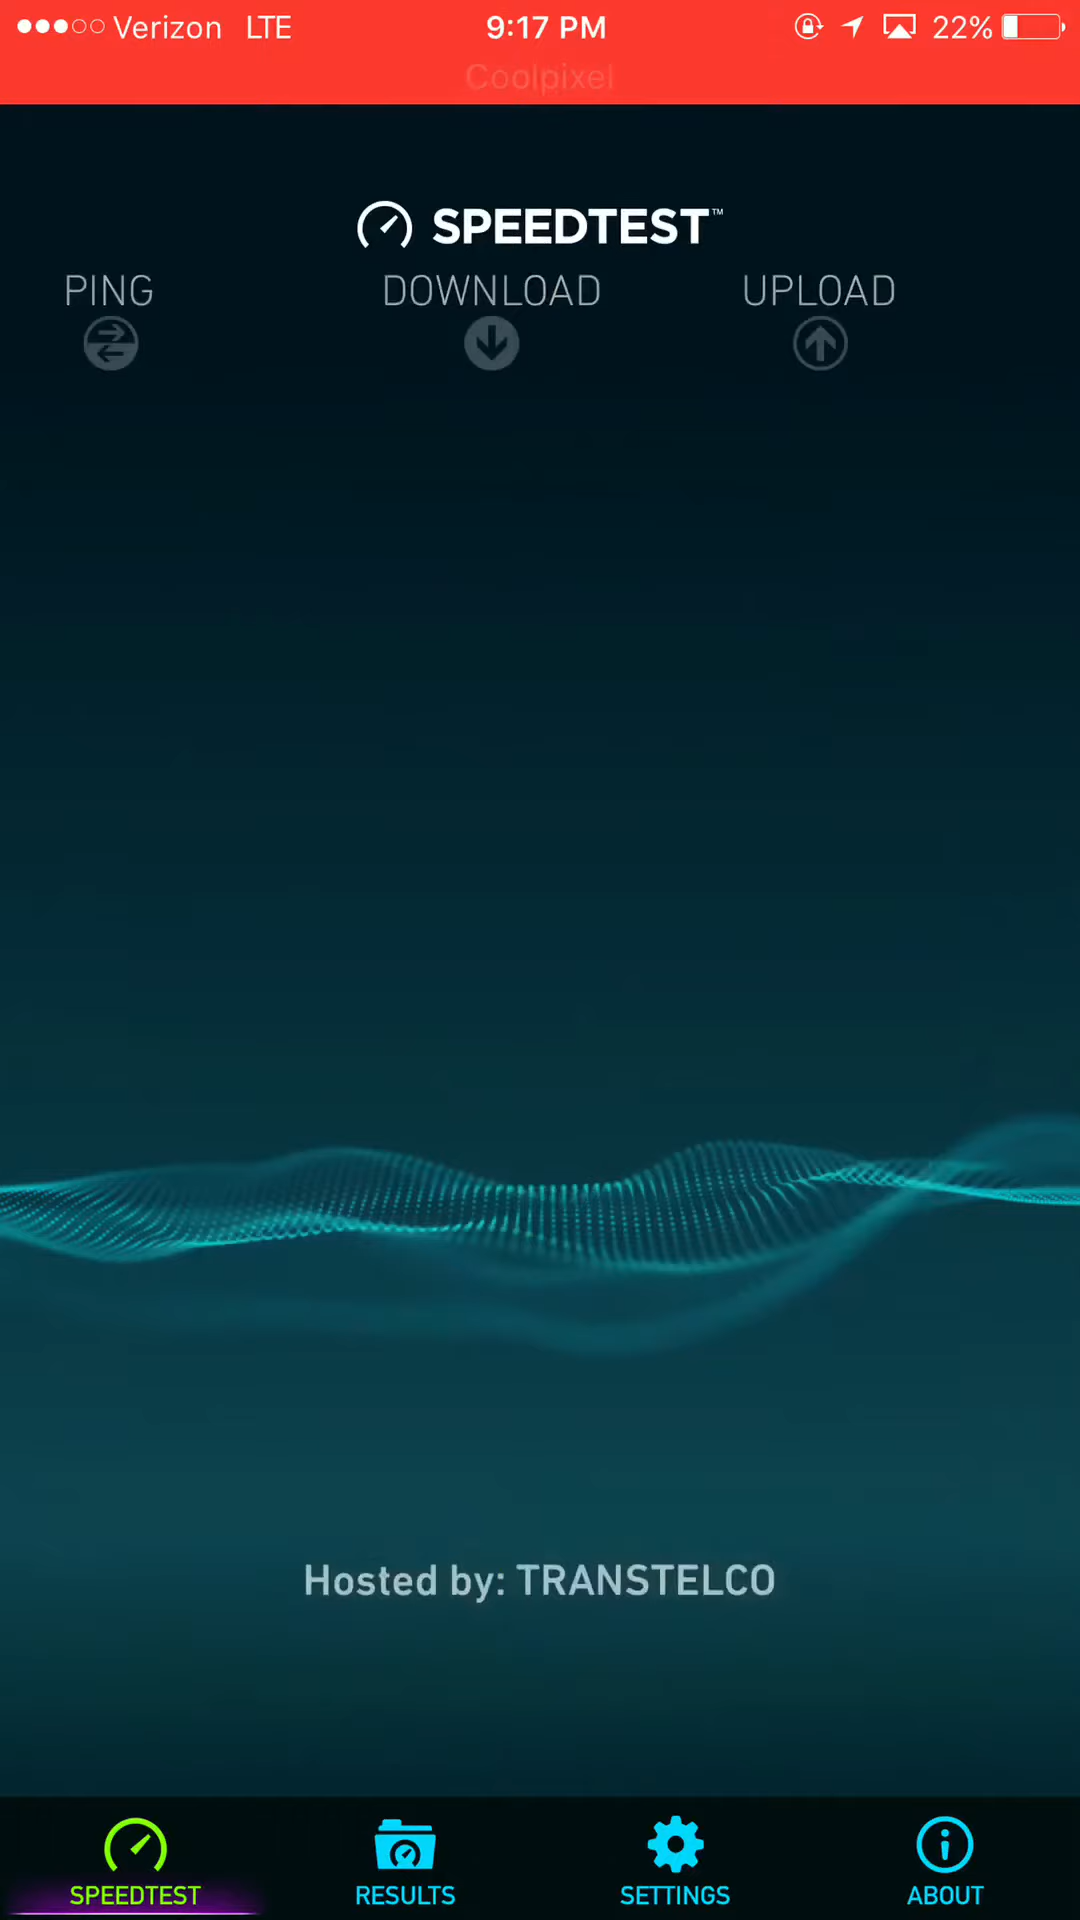 Verizon LTE 9:17 PM 22%
Coolpixel
SPEEDTEST™
PING DOWNLOAD UPLOAD
Hosted by: TRANSTELCO
SPEEDTEST RESULTS SETTINGS ABOUT